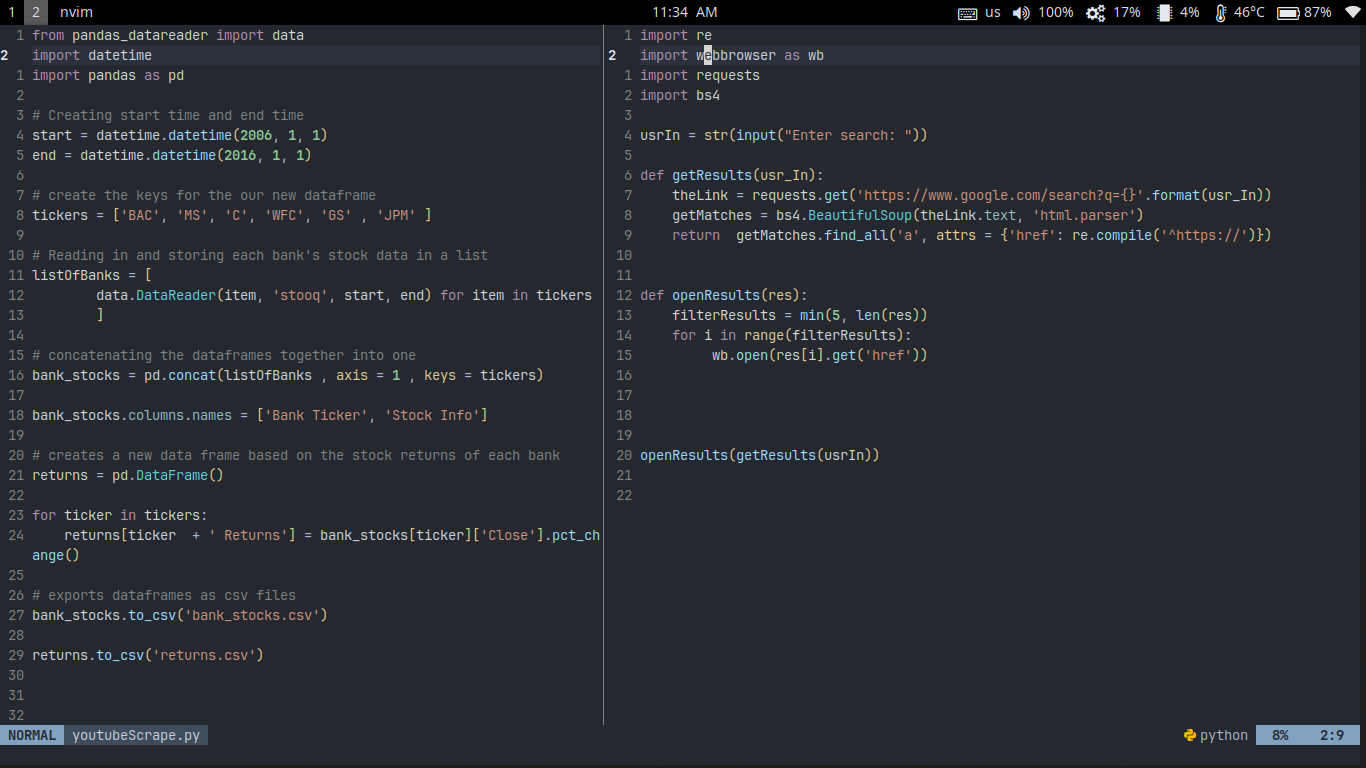 1 2 nvim 11:34 AM us 100% 17% 4% 46°C 87%
1 from pandas_datareader import data
2 import datetime
1 import pandas as pd
2
3 # Creating start time and end time
4 start = datetime.datetime(2006, 1, 1)
5 end = datetime.datetime(2016, 1, 1)
6
7 # create the keys for the our new dataframe
8 tickers = ['BAC', 'MS', 'C', 'WFC', 'GS' , 'JPM' ]
9
10 # Reading in and storing each bank's stock data in a list
11 listOfBanks = [
12         data.DataReader(item, 'stooq', start, end) for item in tickers
13         ]
14
15 # concatenating the dataframes together into one
16 bank_stocks = pd.concat(listOfBanks , axis = 1 , keys = tickers)
17
18 bank_stocks.columns.names = ['Bank Ticker', 'Stock Info']
19
20 # creates a new data frame based on the stock returns of each bank
21 returns = pd.DataFrame()
22
23 for ticker in tickers:
24     returns[ticker  + ' Returns'] = bank_stocks[ticker]['Close'].pct_ch
ange()
25
26 # exports dataframes as csv files
27 bank_stocks.to_csv('bank_stocks.csv')
28
29 returns.to_csv('returns.csv')
30
31
32
1 import re
2 import webbrowser as wb
1 import requests
2 import bs4
3
4 usrIn = str(input("Enter search: "))
5
6 def getResults(usr_In):
7     theLink = requests.get('https://www.google.com/search?q={}'.format(usr_In))
8     getMatches = bs4.BeautifulSoup(theLink.text, 'html.parser')
9     return  getMatches.find_all('a', attrs = {'href': re.compile('^https://')})
10
11
12 def openResults(res):
13     filterResults = min(5, len(res))
14     for i in range(filterResults):
15          wb.open(res[i].get('href'))
16
17
18
19
20 openResults(getResults(usrIn))
21
22
NORMAL youtubeScrape.py python 8% 2:9